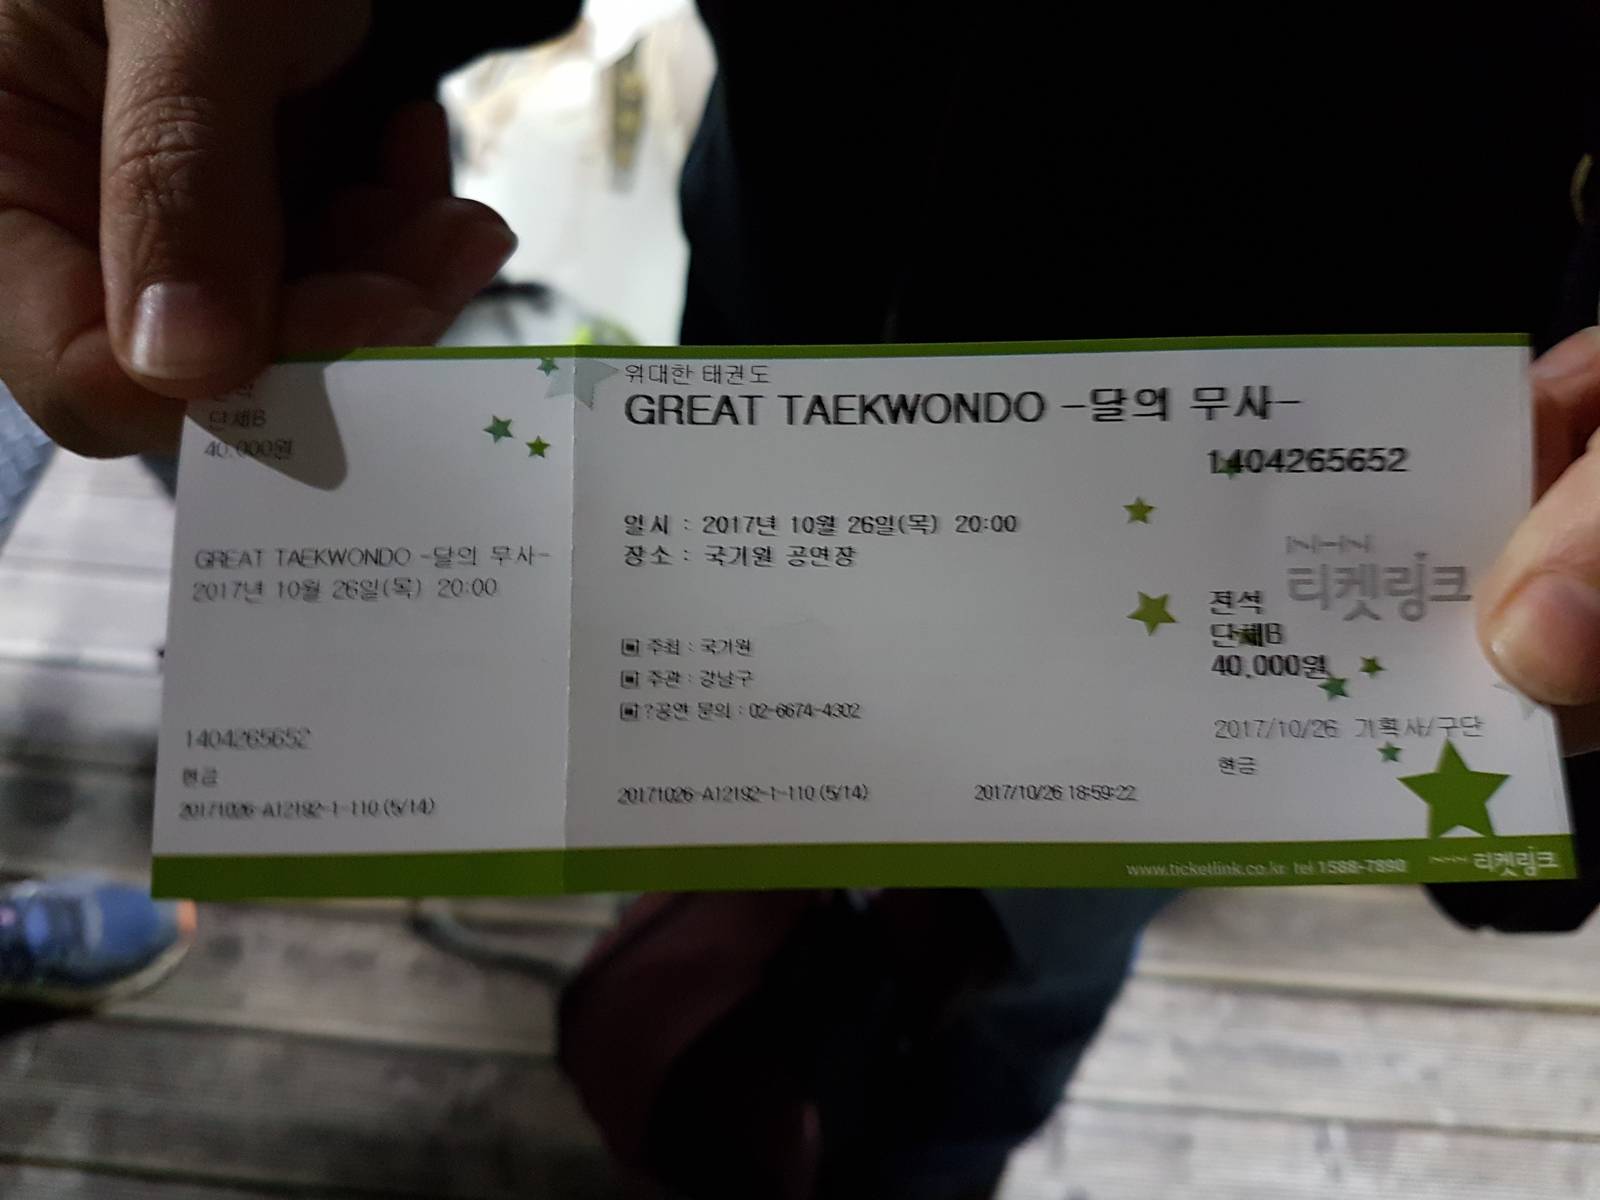 단체B
40,000원
GREAT TAEKWONDO -달의 무사-
2017년 10월 26일(목) 20:00
1404265652
현금
20171026-A12192-1-110 (5/14)
위대한 태권도
GREAT TAEKWONDO -달의 무사-
1404265652
일시 : 2017년 10월 26일(목) 20:00
장소 : 국기원 공연장
NHN
티켓링크
전석
단체B
40,000원
▣ 주최 : 국기원
▣ 주관 : 강남구
▣ ?공연 문의 : 02-6674-4302
2017/10/26 기획사/구단
현금
20171026-A12192-1-110 (5/14)
2017/10/26 18:59:22
www.ticketlink.co.kr tel 1588-7890 NHN 티켓링크